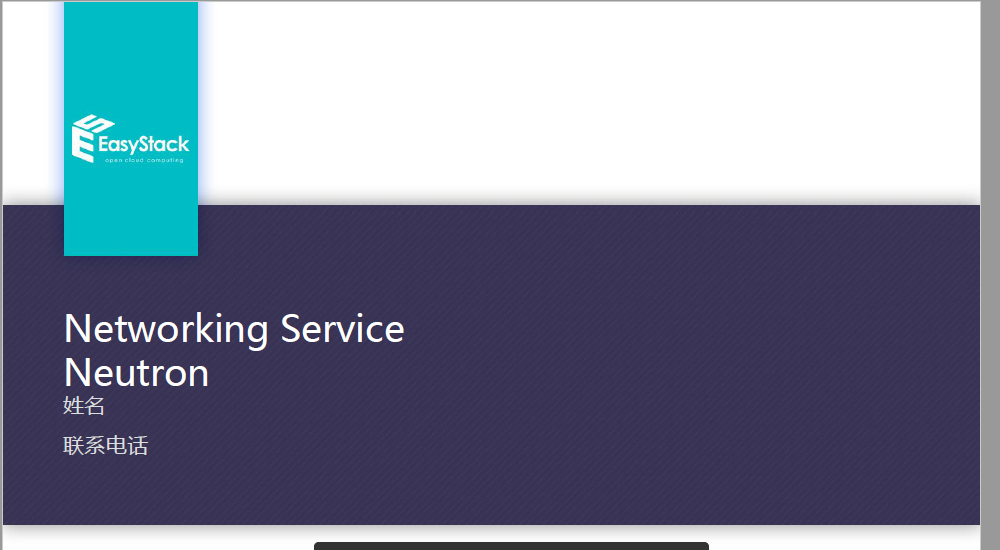 EasyStack
open cloud computing
Networking Service
Neutron
姓名
联系电话